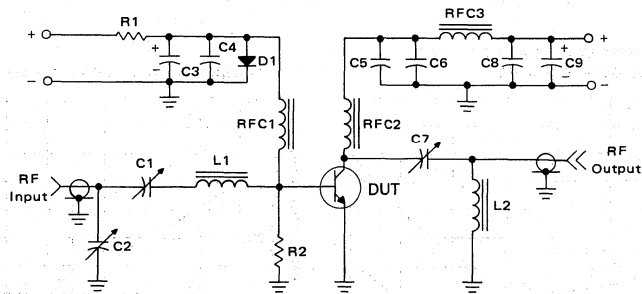 RFC3
R1
+
+
+
+
C4
D1
C3
C5
C6
C8
C9
−
−
−
−
RFC1
RFC2
C7
C1
L1
RF
Input
DUT
RF
Output
L2
C2
R2